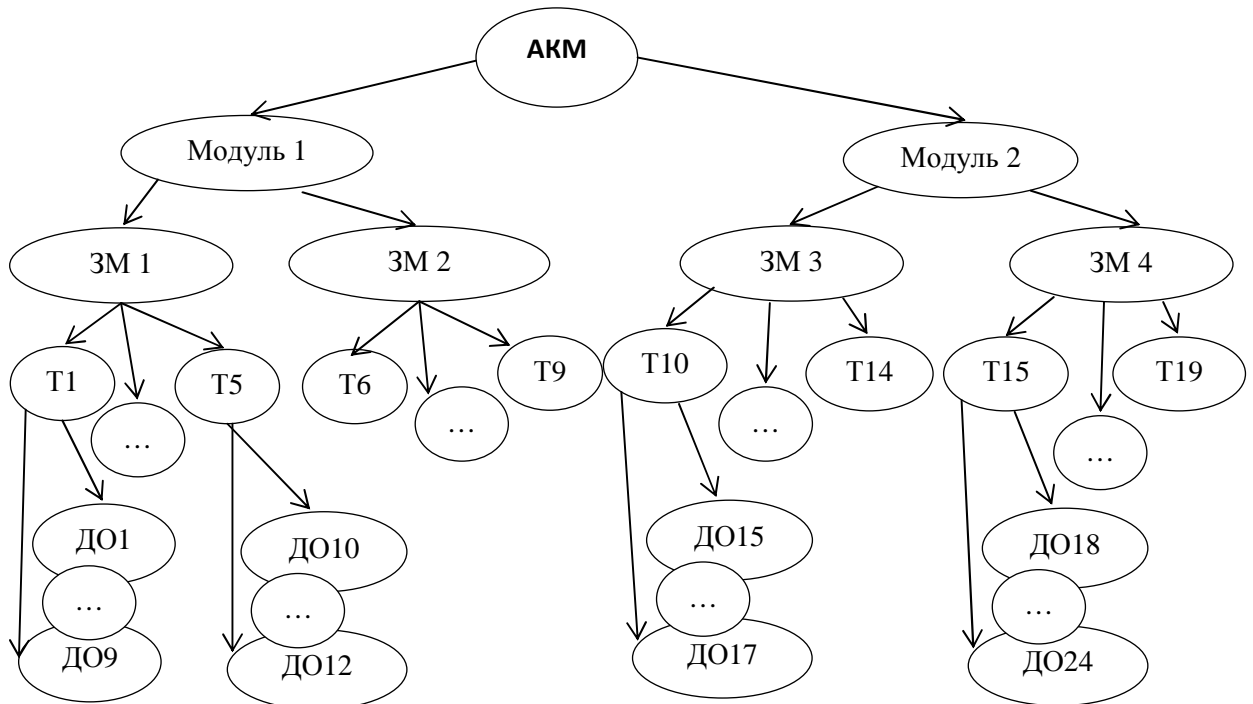 АКМ
Модуль 1
Модуль 2
ЗМ 1
ЗМ 2
ЗМ 3
ЗМ 4
Т1
Т5
Т6
Т9
Т10
Т14
Т15
Т19
…
…
…
…
ДО1
ДО10
ДО15
ДО18
…
…
…
…
ДО9
ДО12
ДО17
ДО24